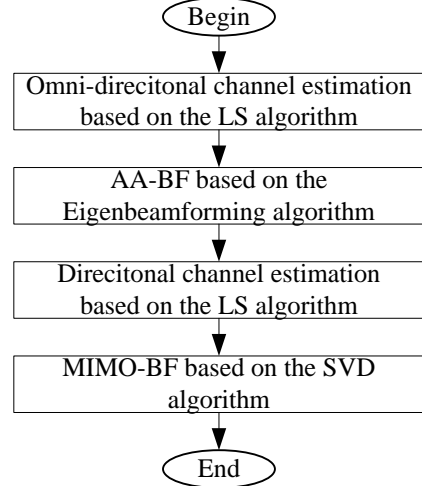 Begin
Omni-direcitonal channel estimation
based on the LS algorithm
AA-BF based on the
Eigenbeamforming algorithm
Direcitonal channel estimation
based on the LS algorithm
MIMO-BF based on the SVD
algorithm
End